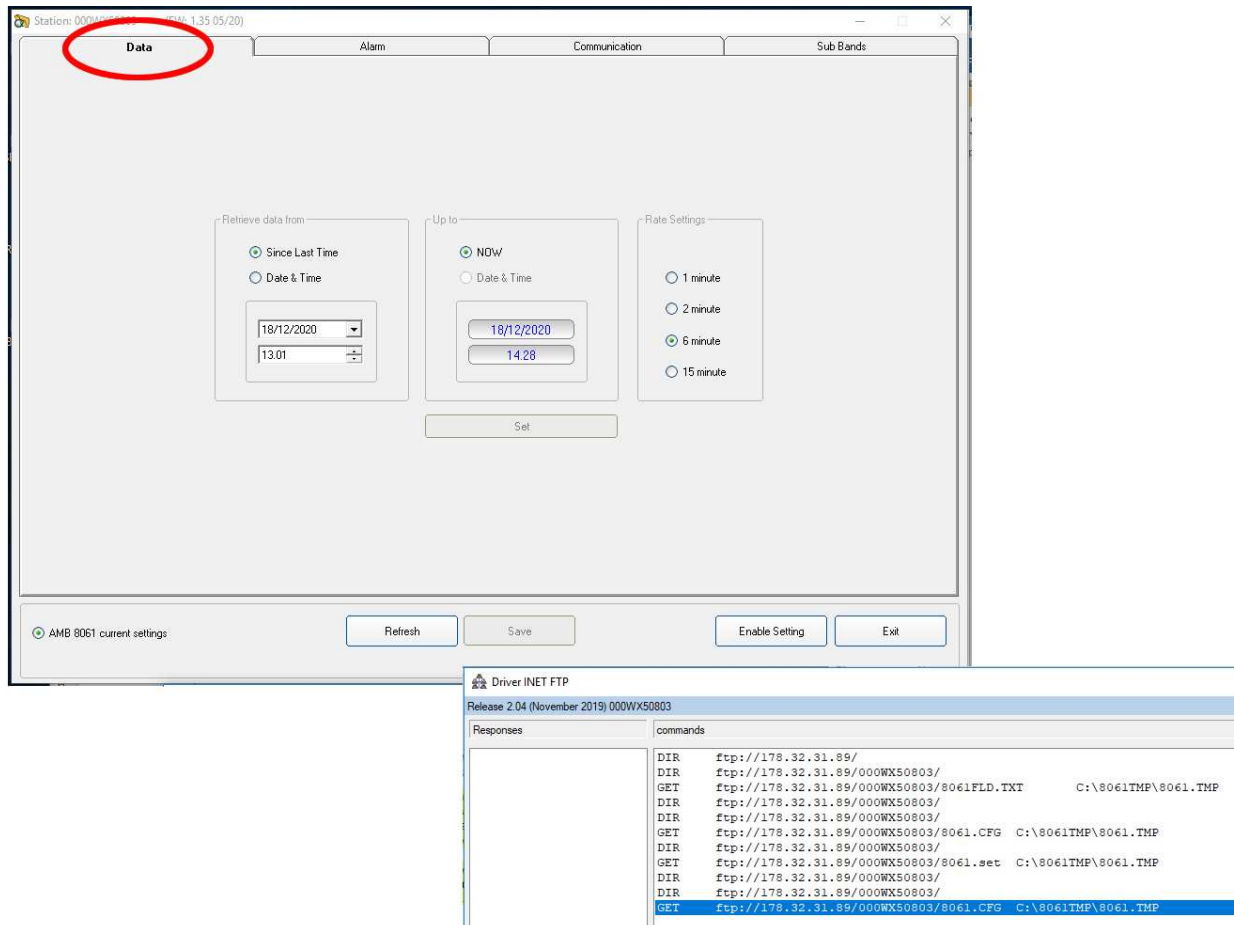 Station: 000WX50803 (FW: 1.35 05/20)
Data Alarm Communication Sub Bands
Retrieve data from Up to Rate Settings
Since Last Time NOW
Date & Time Date & Time 1 minute
2 minute
18/12/2020 18/12/2020
6 minute
13.01 14.28
15 minute
Set
AMB 8061 current settings Refresh Save Enable Setting Exit
Driver INET FTP
Release 2.04 (November 2019) 000WX50803
Responses commands
DIR ftp://178.32.31.89/
DIR ftp://178.32.31.89/000WX50803/
GET ftp://178.32.31.89/000WX50803/8061FLD.TXT C:\8061TMP\8061.TMP
DIR ftp://178.32.31.89/000WX50803/
DIR ftp://178.32.31.89/000WX50803/
GET ftp://178.32.31.89/000WX50803/8061.CFG C:\8061TMP\8061.TMP
DIR ftp://178.32.31.89/000WX50803/
GET ftp://178.32.31.89/000WX50803/8061.set C:\8061TMP\8061.TMP
DIR ftp://178.32.31.89/000WX50803/
DIR ftp://178.32.31.89/000WX50803/
GET ftp://178.32.31.89/000WX50803/8061.CFG C:\8061TMP\8061.TMP